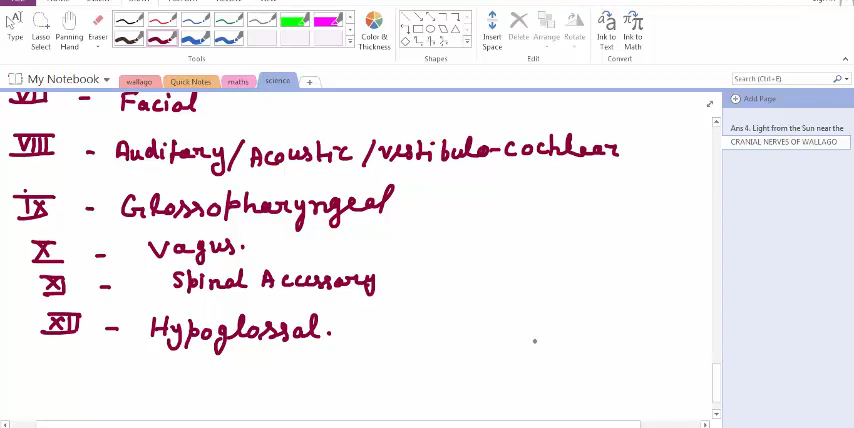 Type
Lasso Select
Panning Hand
Eraser
Color & Thickness
Insert Space
Delete
Arrange
Rotate
Ink to Text
Ink to Math
Tools
Shapes
Edit
Convert
My Notebook
wallago
Quick Notes
maths
science
Search (Ctrl+E)
Add Page
Ans 4. Light from the Sun near the
CRANIAL NERVES OF WALLAGO
VII - Facial
VIII - Auditary/Acoustic/vestibulo-cochlear
ix - Glossopharyngeal
X - Vagus.
XI - Spinal Accessary
XII - Hypoglossal.